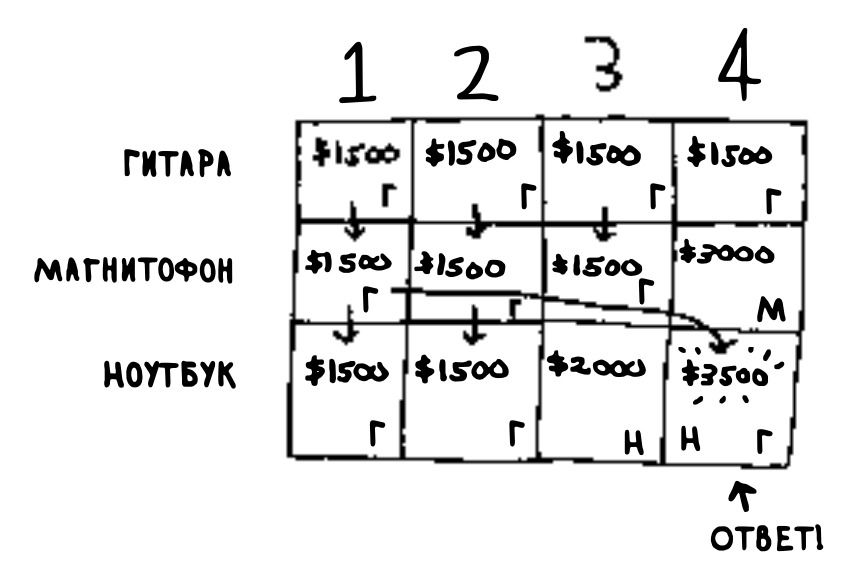 1 2 3 4
ГИТАРА $1500 Г $1500 Г $1500 Г $1500 Г
МАГНИТОФОН $1500 Г $1500 Г $1500 Г $3000 М
НОУТБУК $1500 Г $1500 Г $2000 Н $3500 Н Г
ОТВЕТ!